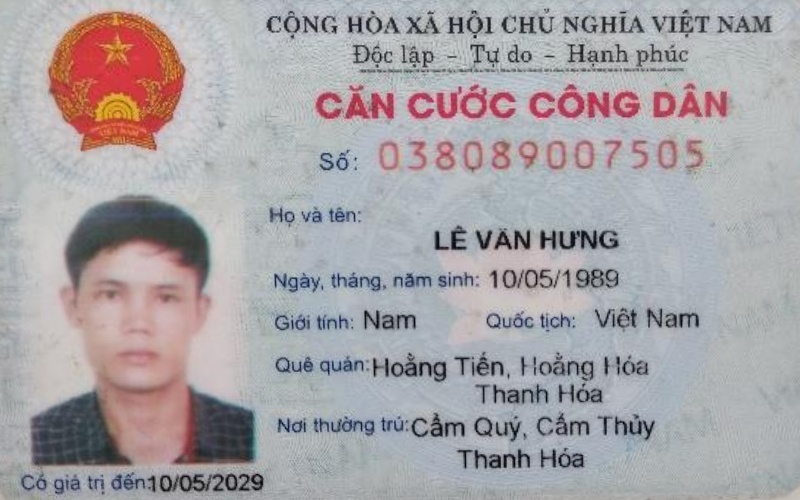 CỘNG HÒA XÃ HỘI CHỦ NGHĨA VIỆT NAM
Độc lập - Tự do - Hạnh phúc
CĂN CƯỚC CÔNG DÂN
Số: 038089007505
Họ và tên:
LÊ VĂN HƯNG
Ngày, tháng, năm sinh: 10/05/1989
Giới tính: Nam Quốc tịch: Việt Nam
Quê quán: Hoằng Tiến, Hoằng Hóa
Thanh Hóa
Nơi thường trú: Cẩm Quý, Cẩm Thủy
Thanh Hóa
Có giá trị đến: 10/05/2029
VIỆT NAM